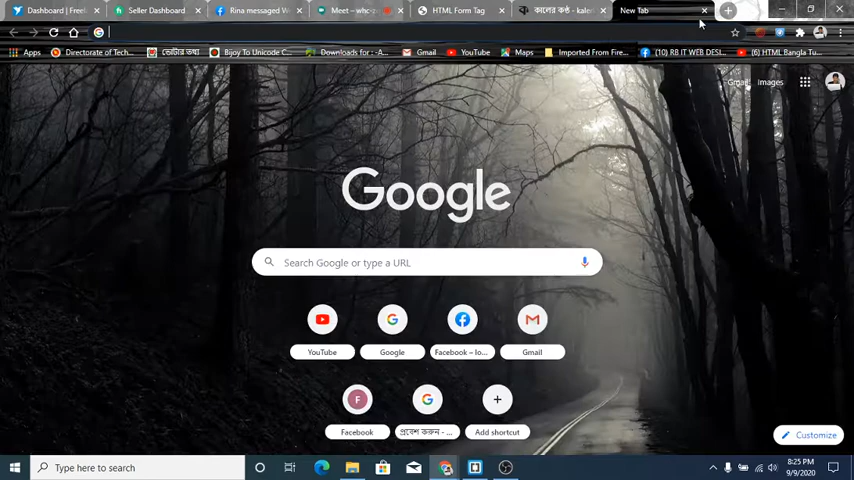 Dashboard | Freel
Seller Dashboard
Rina messaged
Meet – whc-
HTML Form Tag
কালের কণ্ঠ - kale
New Tab
Apps
Directorate of Tech...
ভোটার তথ্য
Bijoy To Unicode C...
Downloads for : -A...
Gmail
YouTube
Maps
Imported From Fire...
(10) R8 IT WEB DESI...
(6) HTML Bangla Tu...
Gmail Images
Google
Search Google or type a URL
YouTube
Google
Facebook – lo...
Gmail
F
Facebook
প্রবেশ করুন - ...
Add shortcut
Customize
Type here to search
8:25 PM
9/9/2020